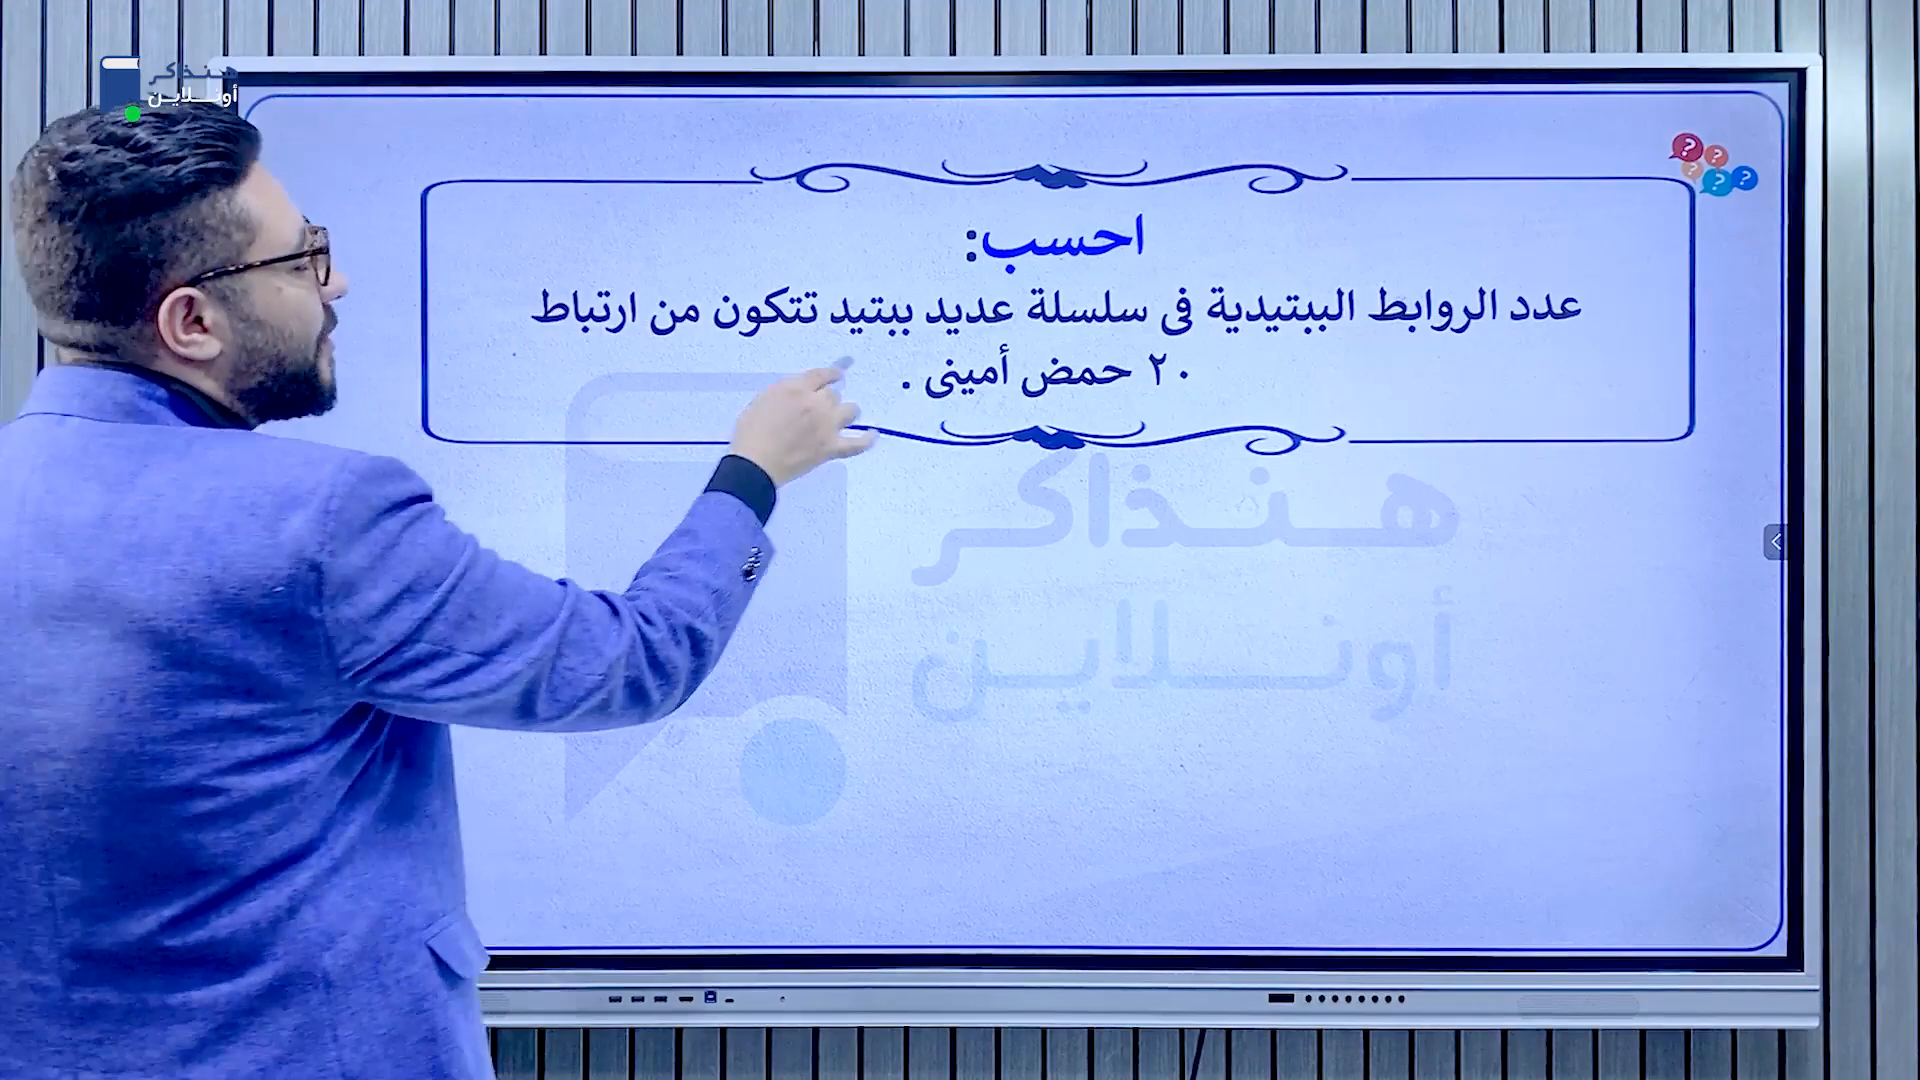 هنذاكر
أونلاين
احسب:
عدد الروابط الببتيدية فى سلسلة عديد ببتيد تتكون من ارتباط
٢٠ حمض أمينى .
هنذاكر
أونلاين